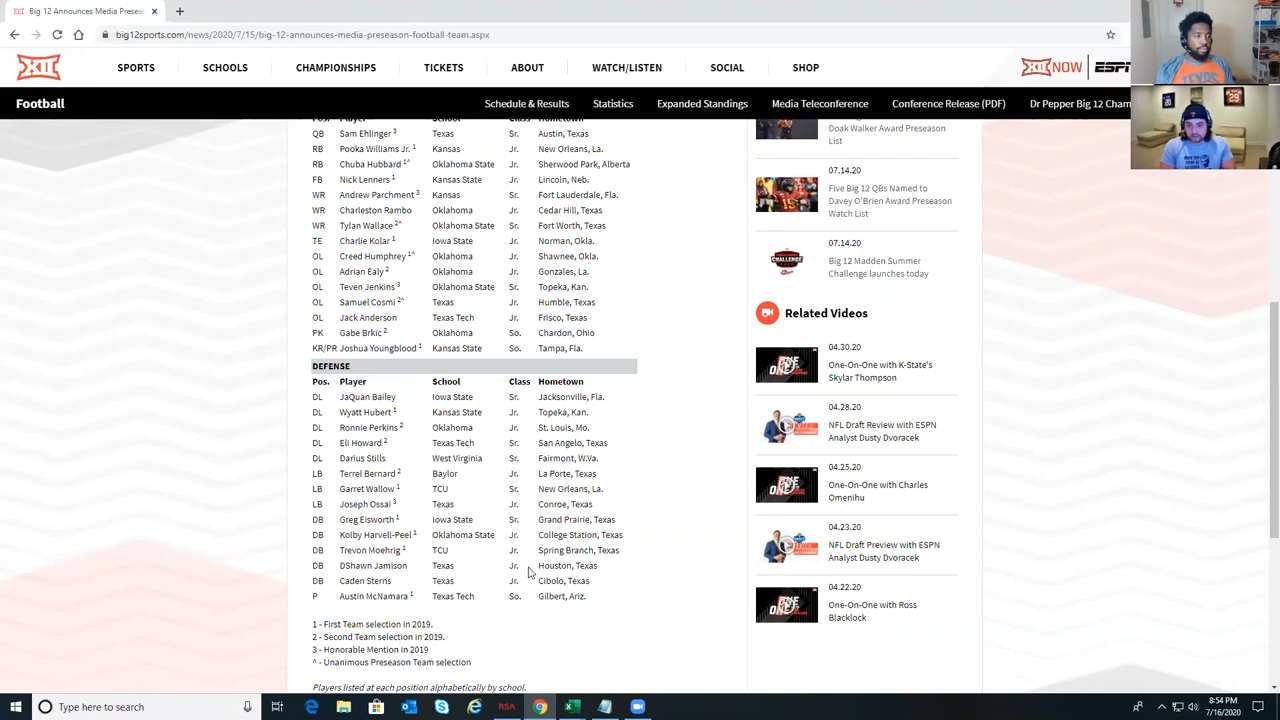 Big 12 Announces Media Preseas
big12sports.com/news/2020/7/15/big-12-announces-media-preseason-football-team.aspx
XII
SPORTS SCHOOLS CHAMPIONSHIPS TICKETS ABOUT WATCH/LISTEN SOCIAL SHOP
XII NOW ESPN
Football
Schedule & Results Statistics Expanded Standings Media Teleconference Conference Release (PDF) Dr Pepper Big 12 Cham
Pos. Player School Class Hometown
QB Sam Ehlinger 3 Texas Sr. Austin, Texas
RB Pooka Williams Jr. 1 Kansas Jr. New Orleans, La.
RB Chuba Hubbard 1^ Oklahoma State Jr. Sherwood Park, Alberta
FB Nick Lenners 1 Kansas State Jr. Lincoln, Neb.
WR Andrew Parchment 3 Kansas Sr. Fort Lauderdale, Fla.
WR Charleston Rambo Oklahoma Jr. Cedar Hill, Texas
WR Tylan Wallace 2^ Oklahoma State Sr. Fort Worth, Texas
TE Charlie Kolar 1 Iowa State Jr. Norman, Okla.
OL Creed Humphrey 1^ Oklahoma Jr. Shawnee, Okla.
OL Adrian Ealy 2 Oklahoma Jr. Gonzales, La.
OL Teven Jenkins 3 Oklahoma State Sr. Topeka, Kan.
OL Samuel Cosmi 2^ Texas Jr. Humble, Texas
OL Jack Anderson Texas Tech Jr. Frisco, Texas
PK Gabe Brkic 2 Oklahoma So. Chardon, Ohio
KR/PR Joshua Youngblood 1 Kansas State So. Tampa, Fla.
DEFENSE
Pos. Player School Class Hometown
DL JaQuan Bailey Iowa State Sr. Jacksonville, Fla.
DL Wyatt Hubert 1 Kansas State Jr. Topeka, Kan.
DL Ronnie Perkins 2 Oklahoma Jr. St. Louis, Mo.
DL Eli Howard 2 Texas Tech Sr. San Angelo, Texas
DL Darius Stills West Virginia Sr. Fairmont, W.Va.
LB Terrel Bernard 2 Baylor Jr. La Porte, Texas
LB Garret Wallow 1 TCU Sr. New Orleans, La.
LB Joseph Ossai 3 Texas Jr. Conroe, Texas
DB Greg Eisworth 1 Iowa State Sr. Grand Prairie, Texas
DB Kolby Harvell-Peel 1 Oklahoma State Jr. College Station, Texas
DB Trevon Moehrig 1 TCU Jr. Spring Branch, Texas
DB DShawn Jamison Texas Jr. Houston, Texas
DB Caden Sterns Texas Jr. Cibolo, Texas
P Austin McNamara 1 Texas Tech So. Gilbert, Ariz.
1 - First Team selection in 2019.
2 - Second Team selection in 2019.
3 - Honorable Mention in 2019
^ - Unanimous Preseason Team selection
Players listed at each position alphabetically by school.
Doak Walker Award Preseason
List
07.14.20
Five Big 12 QBs Named to
Davey O'Brien Award Preseason
Watch List
07.14.20
Big 12 Madden Summer
Challenge launches today
Related Videos
04.30.20
One-On-One with K-State's
Skylar Thompson
04.28.20
NFL Draft Review with ESPN
Analyst Dusty Dvoracek
04.25.20
One-On-One with Charles
Omenihu
04.23.20
NFL Draft Preview with ESPN
Analyst Dusty Dvoracek
04.22.20
One-On-One with Ross
Blacklock
TEXAS
20
25
Type here to search
RSA
8:54 PM
7/16/2020